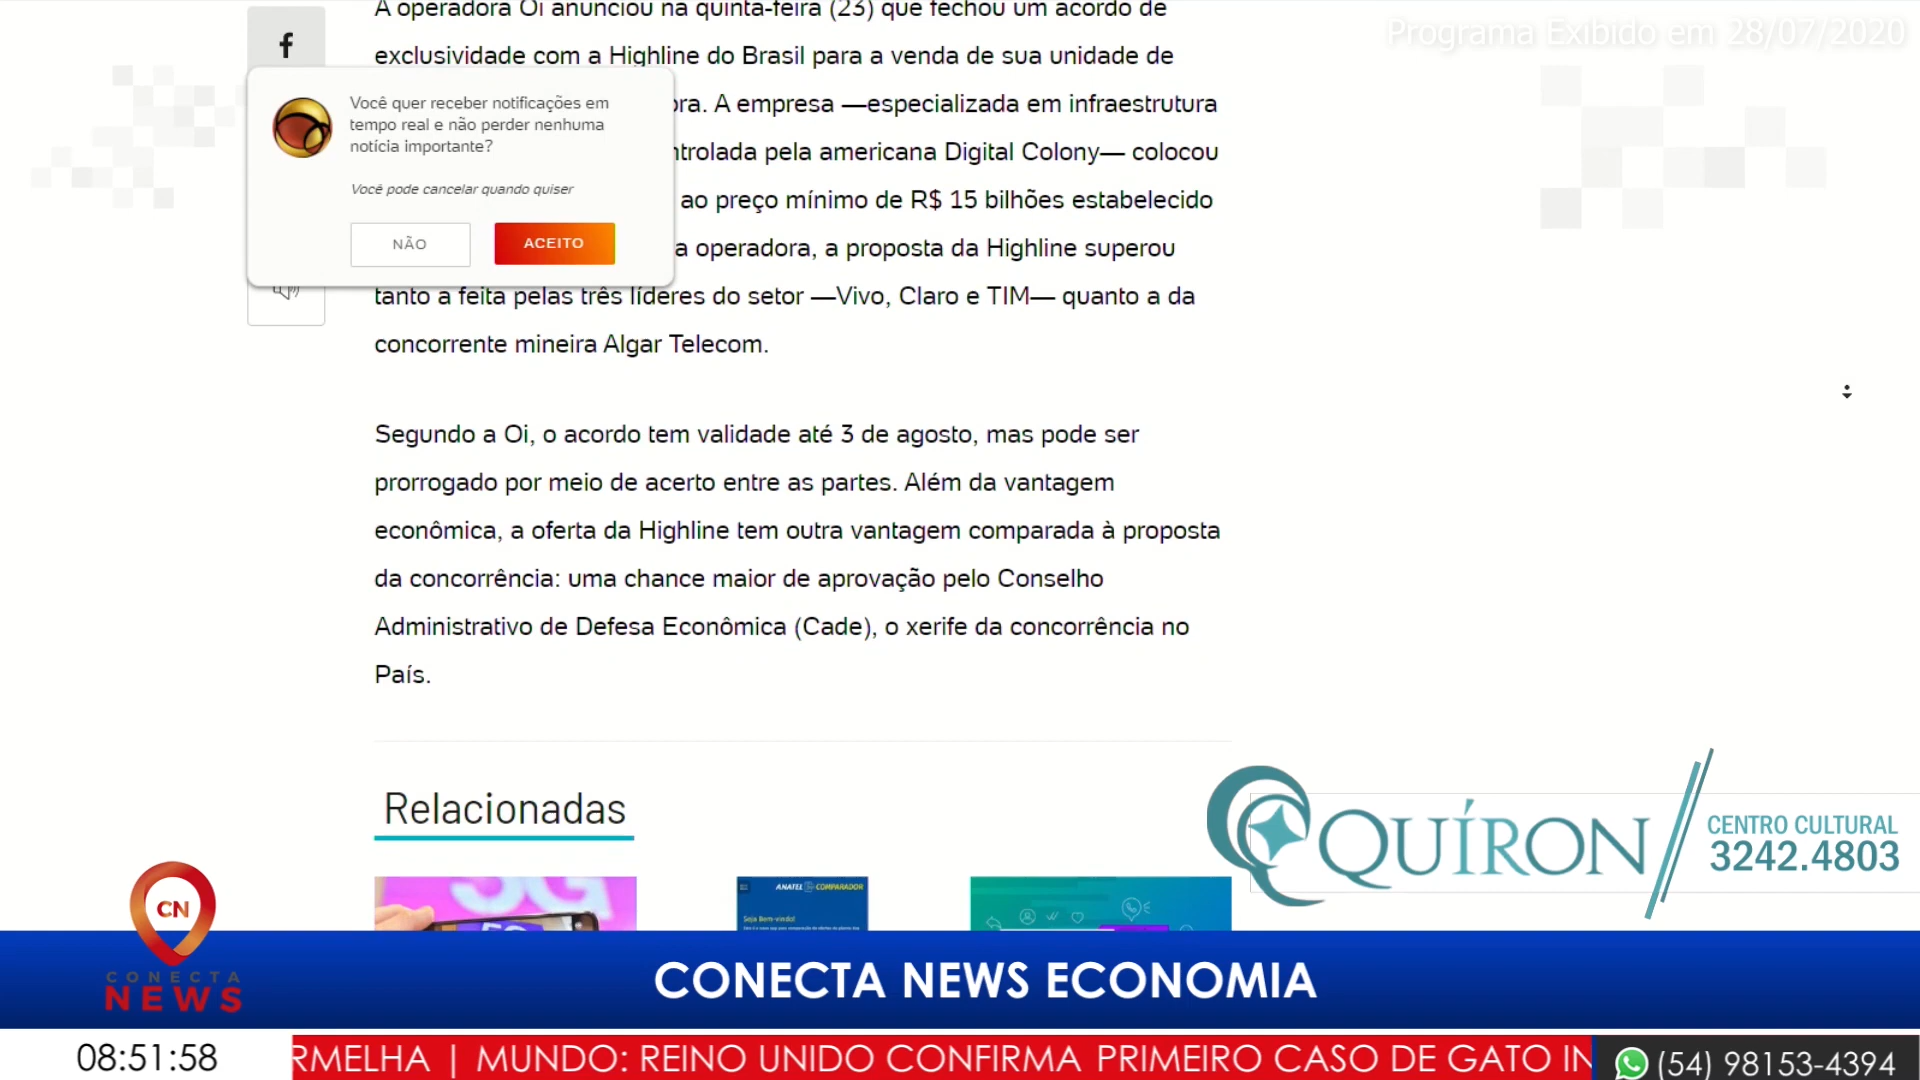 A operadora Oi anunciou na quinta-feira (23) que fechou um acordo de
Programa Exibido em 28/07/2020
exclusividade com a Highline do Brasil para a venda de sua unidade de
ora. A empresa —especializada em infraestrutura
ntrolada pela americana Digital Colony— colocou
ao preço mínimo de R$ 15 bilhões estabelecido
a operadora, a proposta da Highline superou
tanto a feita pelas três líderes do setor —Vivo, Claro e TIM— quanto a da
concorrente mineira Algar Telecom.
Você quer receber notificações em
tempo real e não perder nenhuma
notícia importante?
Você pode cancelar quando quiser
NÃO
ACEITO
Segundo a Oi, o acordo tem validade até 3 de agosto, mas pode ser
prorrogado por meio de acerto entre as partes. Além da vantagem
econômica, a oferta da Highline tem outra vantagem comparada à proposta
da concorrência: uma chance maior de aprovação pelo Conselho
Administrativo de Defesa Econômica (Cade), o xerife da concorrência no
País.
Relacionadas
QUÍRON
CENTRO CULTURAL
3242.4803
5G
ANATEL COMPARADOR
Seja Bem-vindo!
CN
CONECTA
NEWS
CONECTA NEWS ECONOMIA
08:51:58
RMELHA | MUNDO: REINO UNIDO CONFIRMA PRIMEIRO CASO DE GATO IN
(54) 98153-4394